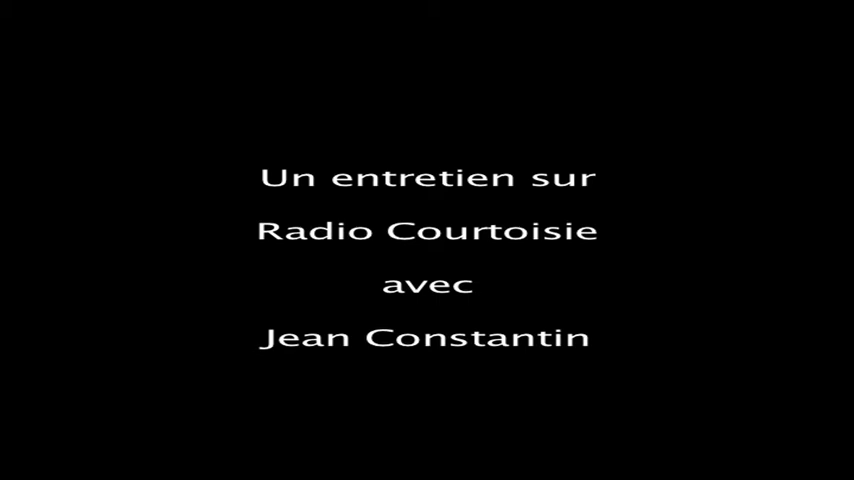 Un entretien sur
Radio Courtoisie
avec
Jean Constantin